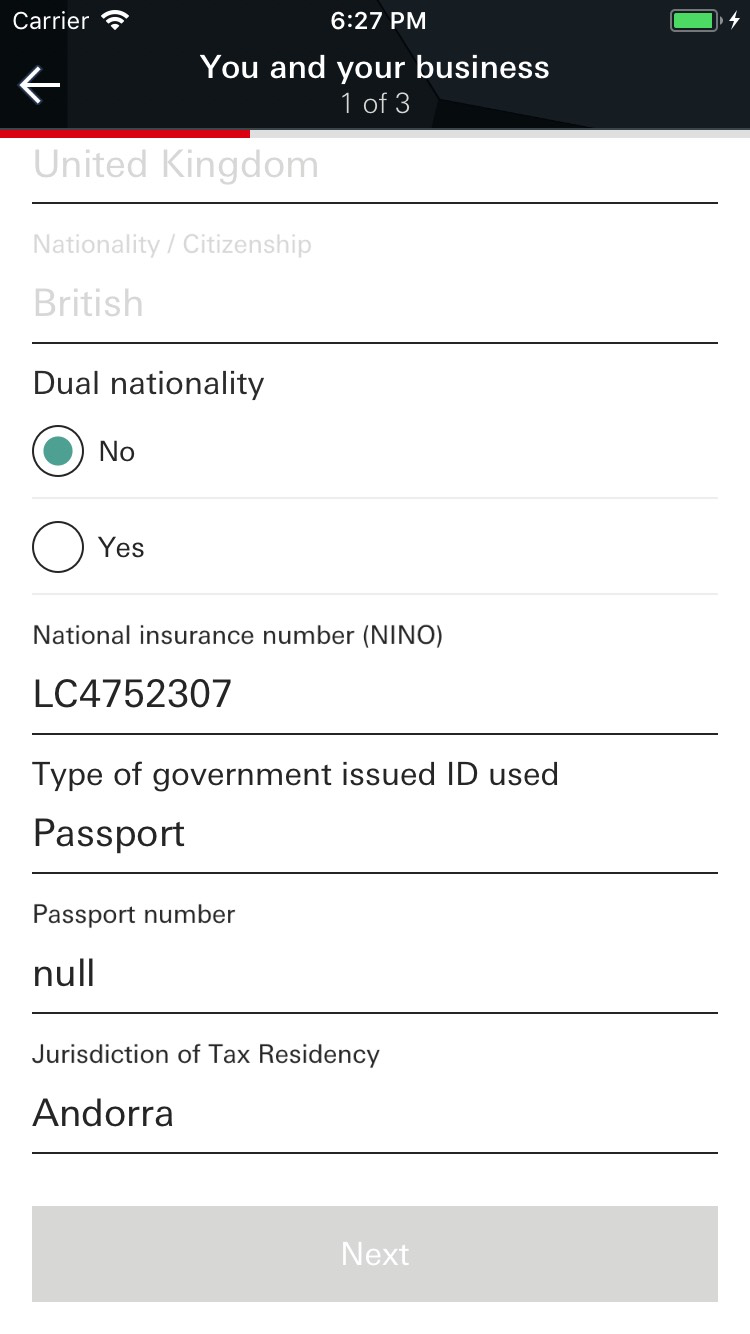 Carrier 6:27 PM
You and your business
1 of 3
United Kingdom
Nationality / Citizenship
British
Dual nationality
No
Yes
National insurance number (NINO)
LC4752307
Type of government issued ID used
Passport
Passport number
null
Jurisdiction of Tax Residency
Andorra
Next